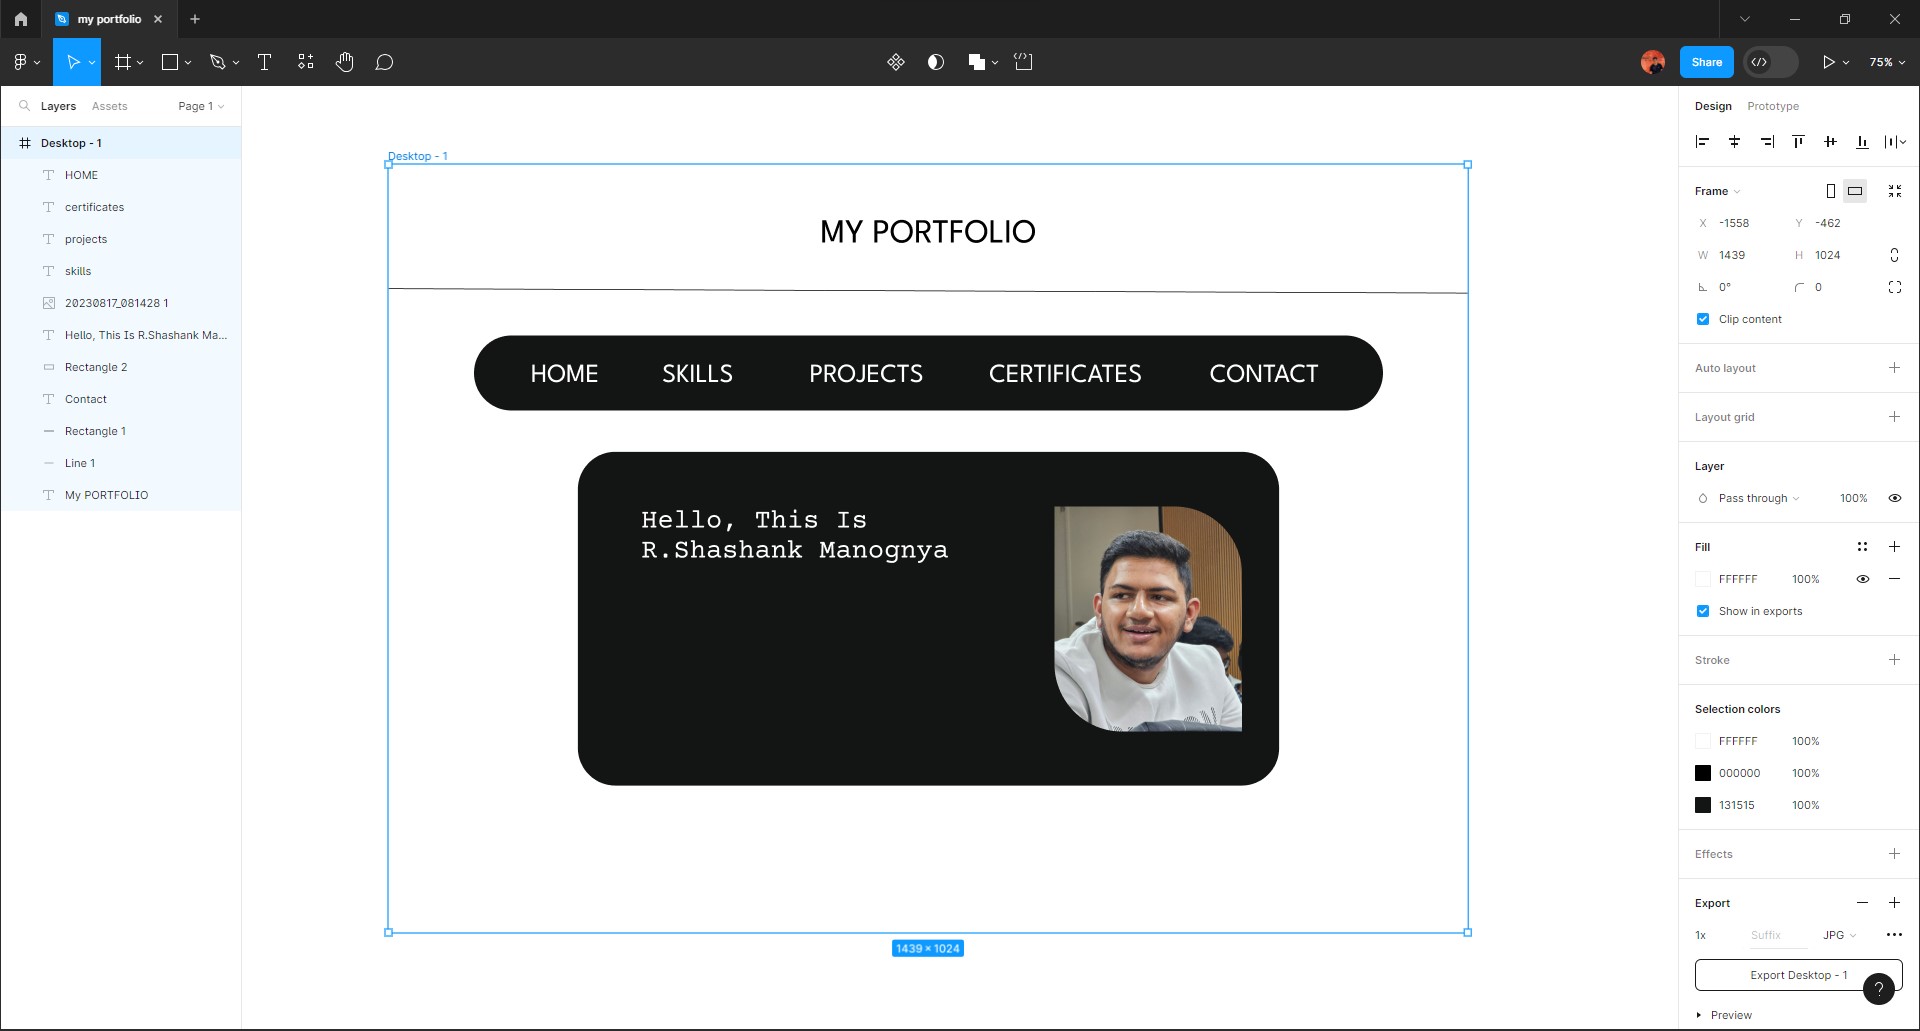 my portfolio
Share
75%
Layers Assets Page 1
Desktop - 1
HOME
certificates
projects
skills
20230817_081428 1
Hello, This Is R.Shashank Ma...
Rectangle 2
Contact
Rectangle 1
Line 1
My PORTFOLIO
Desktop - 1
MY PORTFOLIO
HOME SKILLS PROJECTS CERTIFICATES CONTACT
Hello, This Is
R.Shashank Manognya
1439 × 1024
Design Prototype
Frame
X -1558 Y -462
W 1439 H 1024
0° 0
Clip content
Auto layout
Layout grid
Layer
Pass through 100%
Fill
FFFFFF 100%
Show in exports
Stroke
Selection colors
FFFFFF 100%
000000 100%
131515 100%
Effects
Export
1x Suffix JPG
Export Desktop - 1
?
Preview